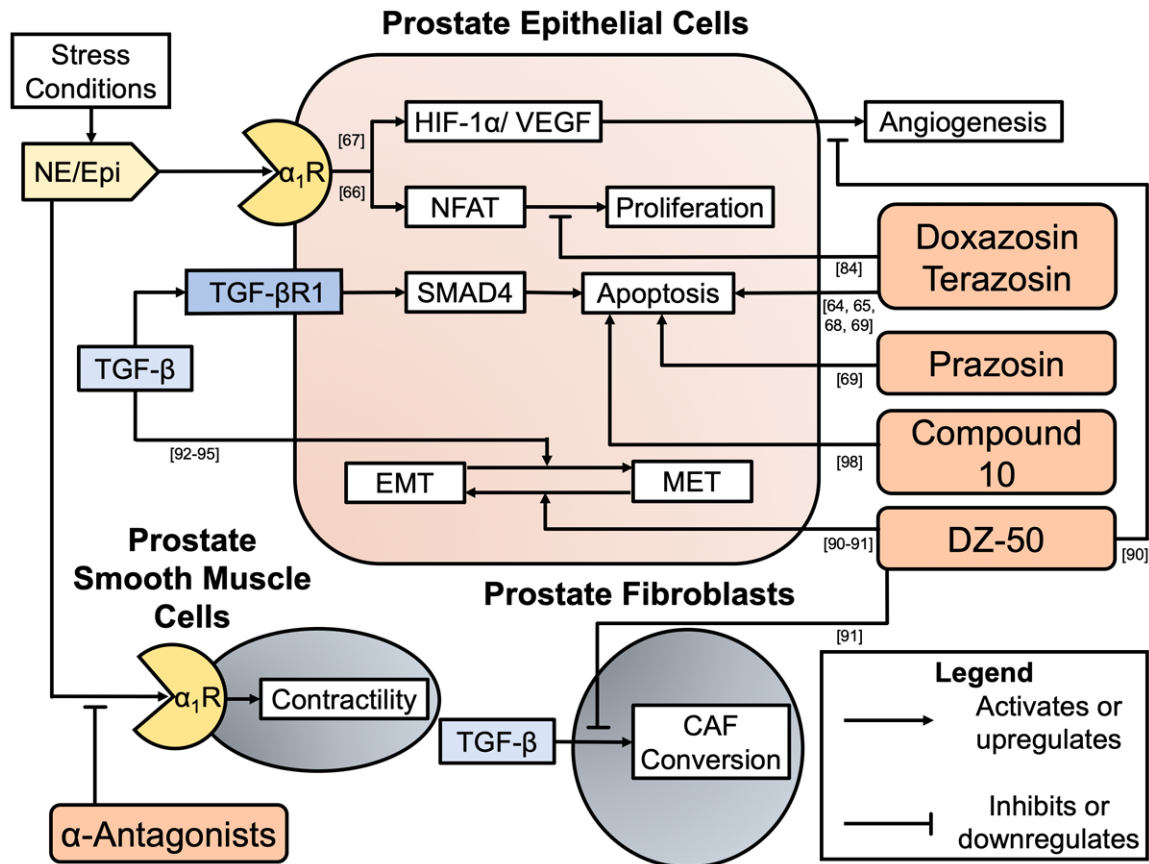 Prostate Epithelial Cells
Stress
Conditions
NE/Epi
α₁R
[67]
[66]
HIF-1α/ VEGF
Angiogenesis
NFAT
Proliferation
Doxazosin
Terazosin
[84]
[64, 65,
68, 69]
TGF-βR1
SMAD4
Apoptosis
TGF-β
Prazosin
[69]
Compound
10
[98]
[92-95]
EMT
MET
DZ-50
[90-91]
[90]
[91]
Prostate
Smooth Muscle
Cells
α₁R
Contractility
α-Antagonists
Prostate Fibroblasts
TGF-β
CAF
Conversion
Legend
Activates or
upregulates
Inhibits or
downregulates